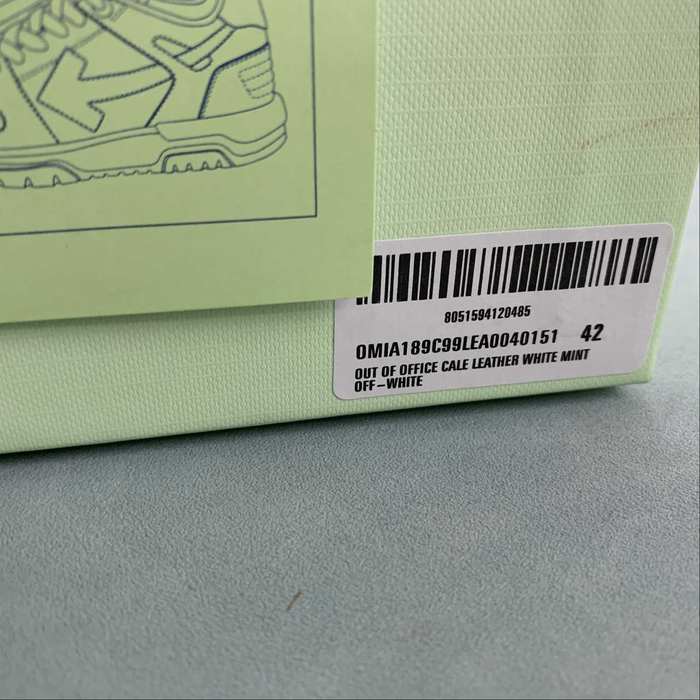 8051594120485
OMIA189C99LEA0040151 42
OUT OF OFFICE CALE LEATHER WHITE MINT
OFF-WHITE